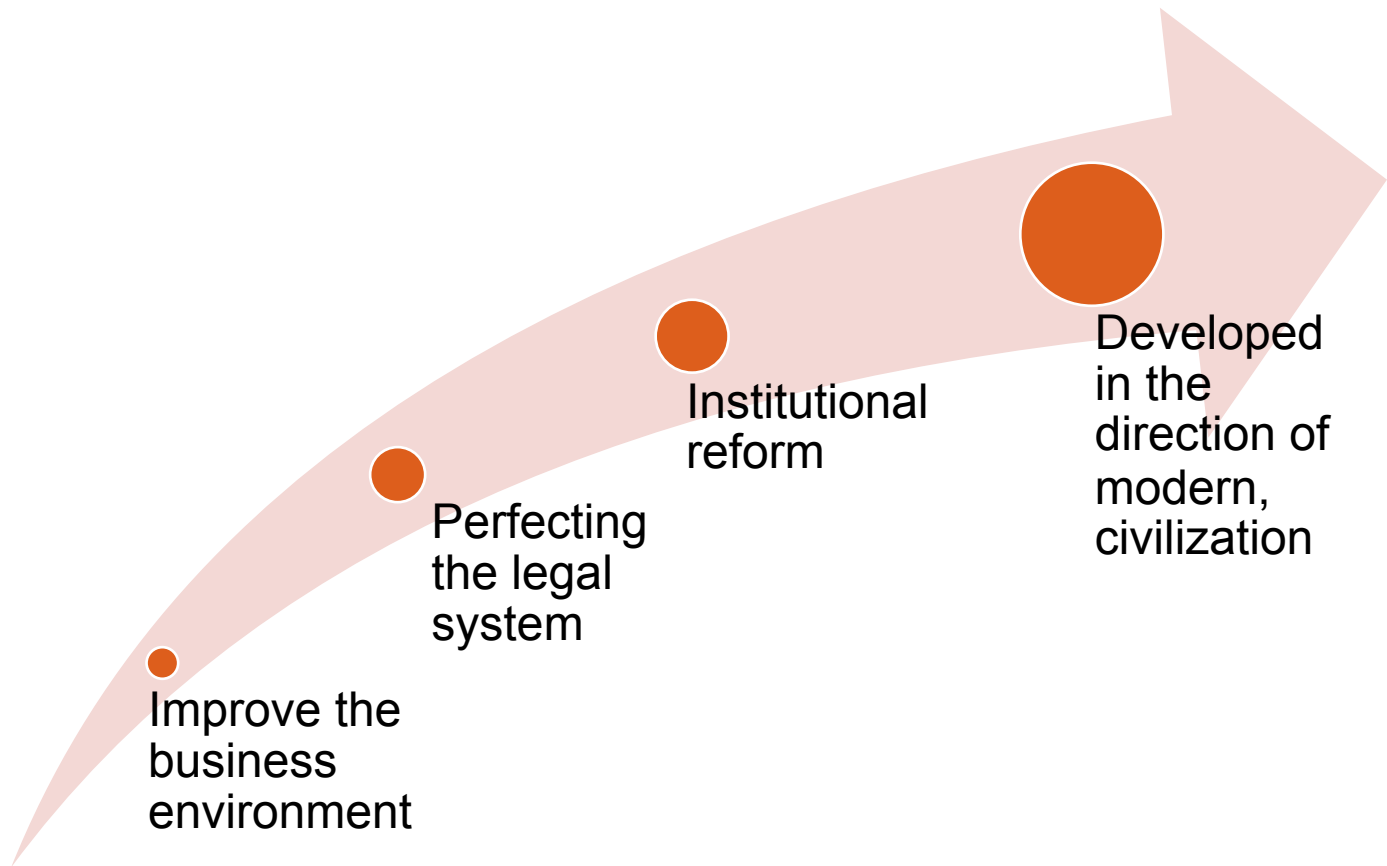 Improve the
business
environment
Perfecting
the legal
system
Institutional
reform
Developed
in the
direction of
modern,
civilization